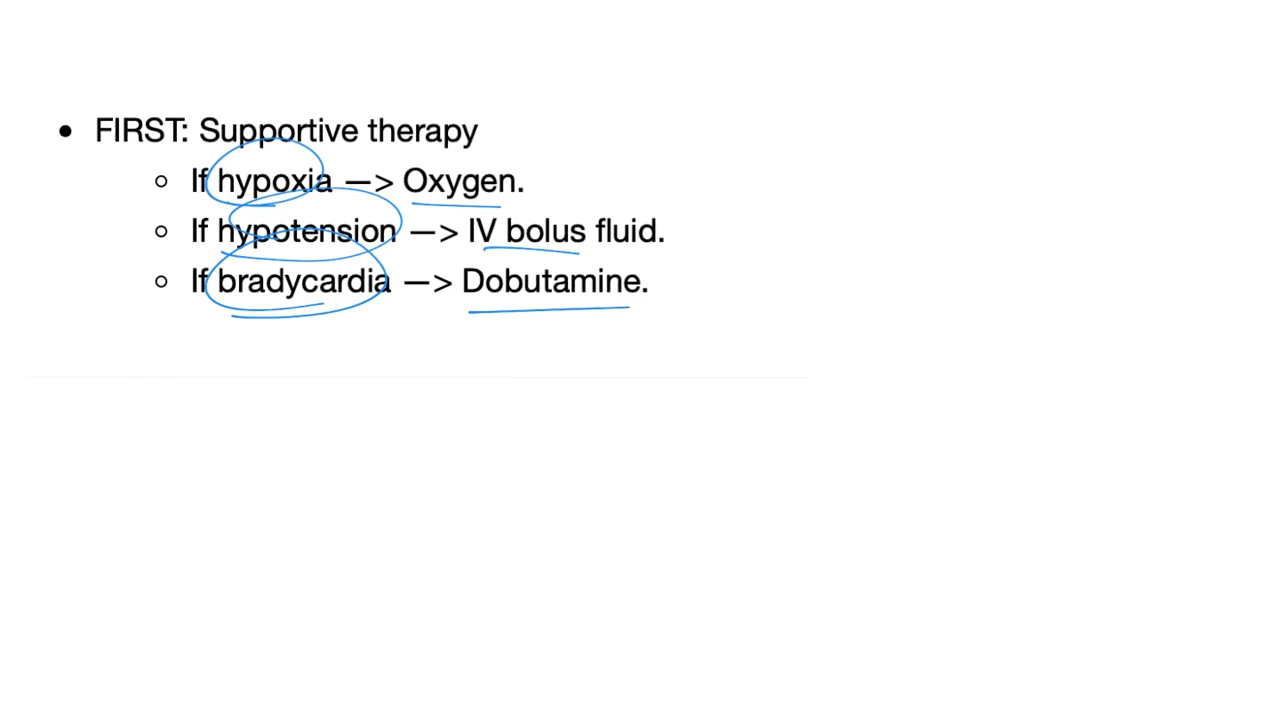 • FIRST: Supportive therapy
○ If hypoxia —> Oxygen.
○ If hypotension —> IV bolus fluid.
○ If bradycardia —> Dobutamine.